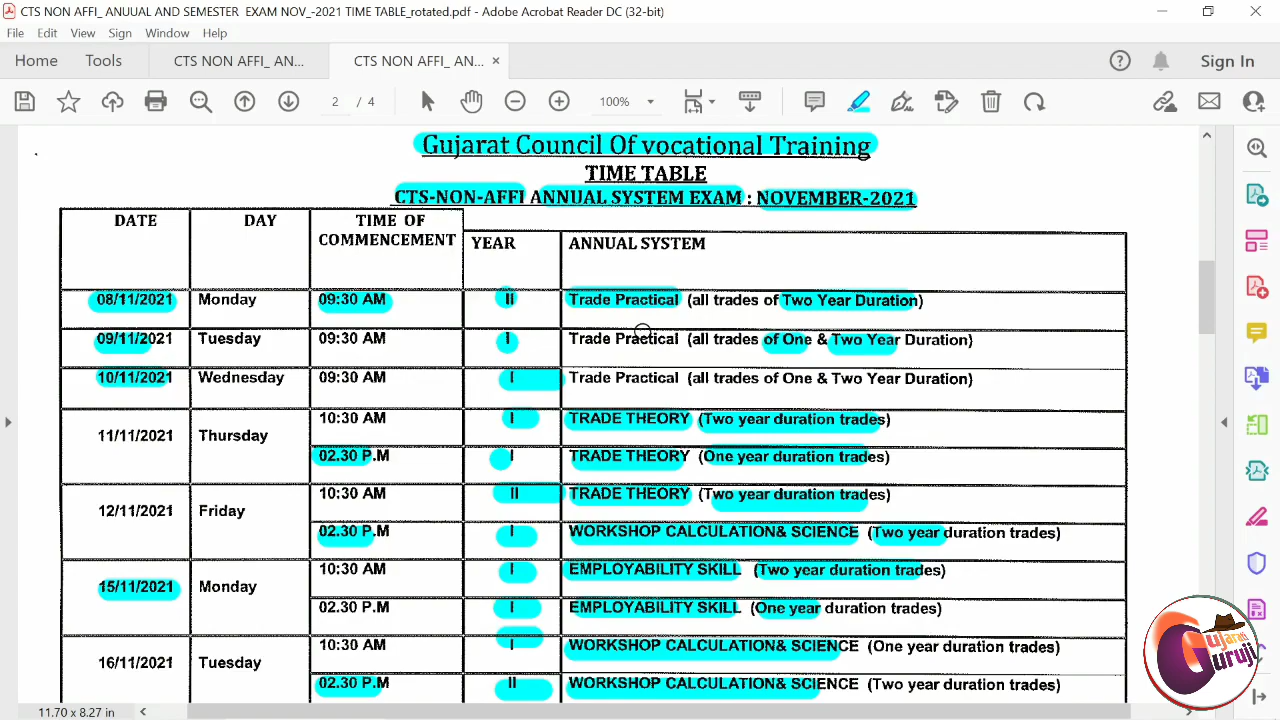 CTS NON AFFI_ ANUUAL AND SEMESTER  EXAM NOV_-2021 TIME TABLE_rotated.pdf - Adobe Acrobat Reader DC (32-bit)
File Edit View Sign Window Help
Home Tools CTS NON AFFI_ AN... CTS NON AFFI_ AN... × Sign In
2 / 4 100%
Gujarat Council Of vocational Training
TIME TABLE
CTS-NON-AFFI ANNUAL SYSTEM EXAM : NOVEMBER-2021
DATE DAY TIME OF COMMENCEMENT YEAR ANNUAL SYSTEM
08/11/2021 Monday 09:30 AM II Trade Practical (all trades of Two Year Duration)
09/11/2021 Tuesday 09:30 AM I Trade Practical (all trades of One & Two Year Duration)
10/11/2021 Wednesday 09:30 AM I Trade Practical (all trades of One & Two Year Duration)
11/11/2021 Thursday 10:30 AM I TRADE THEORY (Two year duration trades)
02.30 P.M I TRADE THEORY (One year duration trades)
12/11/2021 Friday 10:30 AM II TRADE THEORY (Two year duration trades)
02.30 P.M I WORKSHOP CALCULATION& SCIENCE (Two year duration trades)
15/11/2021 Monday 10:30 AM I EMPLOYABILITY SKILL (Two year duration trades)
02.30 P.M I EMPLOYABILITY SKILL (One year duration trades)
16/11/2021 Tuesday 10:30 AM I WORKSHOP CALCULATION& SCIENCE (One year duration trades)
02.30 P.M II WORKSHOP CALCULATION& SCIENCE (Two year duration trades)
Gujarati
Guruji
11.70 x 8.27 in